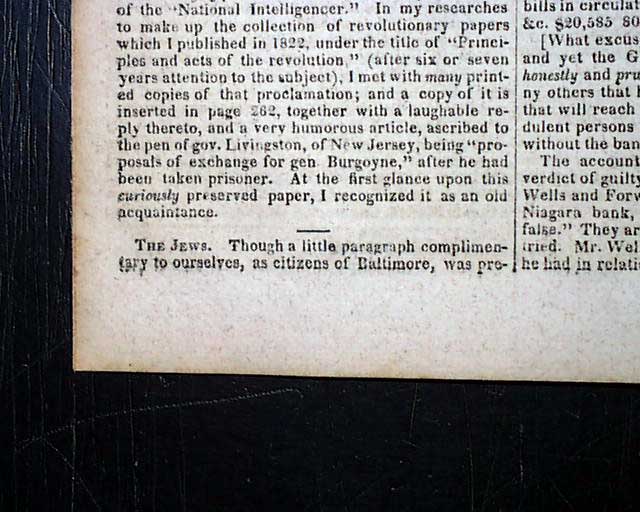 of the "National Intelligencer." In my researches
to make up the collection of revolutionary papers
which I published in 1822, under the title of "Princi-
ples and acts of the revolution," (after six or seven
years attention to the subject), I met with many print-
ed copies of that proclamation; and a copy of it is
inserted in page 262, together with a laughable re-
ply thereto, and a very humorous article, ascribed to
the pen of gov. Livingston, of New Jersey, being "pro-
posals of exchange for gen Burgoyne," after he had
been taken prisoner. At the first glance upon this
curiously preserved paper, I recognized it as an old
acquaintance.
THE JEWS. Though a little paragraph complimen-
tary to ourselves, as citizens of Baltimore, was pre-
bills in circulat
&c. $20,585 80
[What excus
and yet the G
honestly and pru
ny others that h
that will reach
dulent persons
without the ban
The account
verdict of guilty
Wells and Forw
Niagara bank,
false." They ar
tried. Mr. Wel
he had in relati